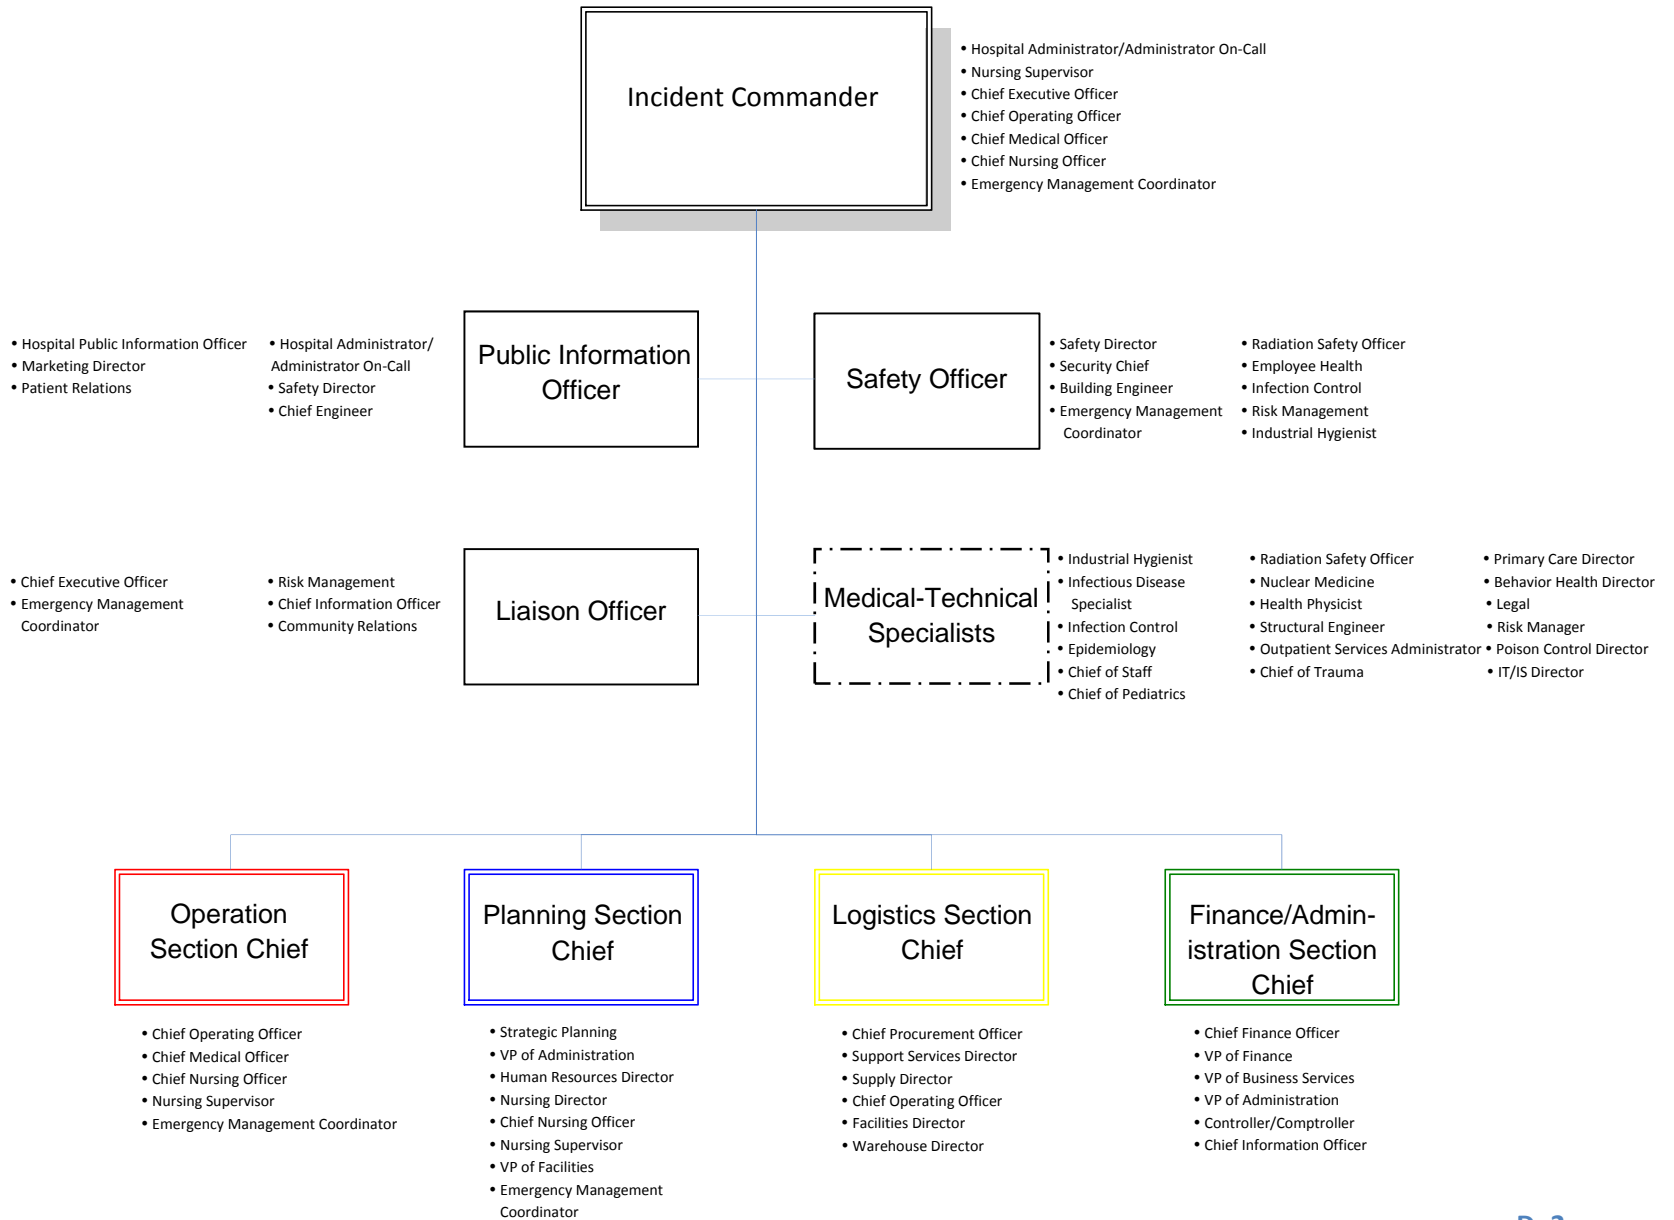 Incident Commander
• Hospital Administrator/Administrator On-Call
• Nursing Supervisor
• Chief Executive Officer
• Chief Operating Officer
• Chief Medical Officer
• Chief Nursing Officer
• Emergency Management Coordinator
• Hospital Public Information Officer
• Marketing Director
• Patient Relations
• Hospital Administrator/
Administrator On-Call
• Safety Director
• Chief Engineer
Public Information
Officer
Safety Officer
• Safety Director
• Security Chief
• Building Engineer
• Emergency Management
Coordinator
• Radiation Safety Officer
• Employee Health
• Infection Control
• Risk Management
• Industrial Hygienist
• Chief Executive Officer
• Emergency Management
Coordinator
• Risk Management
• Chief Information Officer
• Community Relations
Liaison Officer
Medical-Technical
Specialists
• Industrial Hygienist
• Infectious Disease
Specialist
• Infection Control
• Epidemiology
• Chief of Staff
• Chief of Pediatrics
• Radiation Safety Officer
• Nuclear Medicine
• Health Physicist
• Structural Engineer
• Outpatient Services Administrator
• Chief of Trauma
• Primary Care Director
• Behavior Health Director
• Legal
• Risk Manager
• Poison Control Director
• IT/IS Director
Operation
Section Chief
• Chief Operating Officer
• Chief Medical Officer
• Chief Nursing Officer
• Nursing Supervisor
• Emergency Management Coordinator
Planning Section
Chief
• Strategic Planning
• VP of Administration
• Human Resources Director
• Nursing Director
• Chief Nursing Officer
• Nursing Supervisor
• VP of Facilities
• Emergency Management
Coordinator
Logistics Section
Chief
• Chief Procurement Officer
• Support Services Director
• Supply Director
• Chief Operating Officer
• Facilities Director
• Warehouse Director
Finance/Admin-
istration Section
Chief
• Chief Finance Officer
• VP of Finance
• VP of Business Services
• VP of Administration
• Controller/Comptroller
• Chief Information Officer